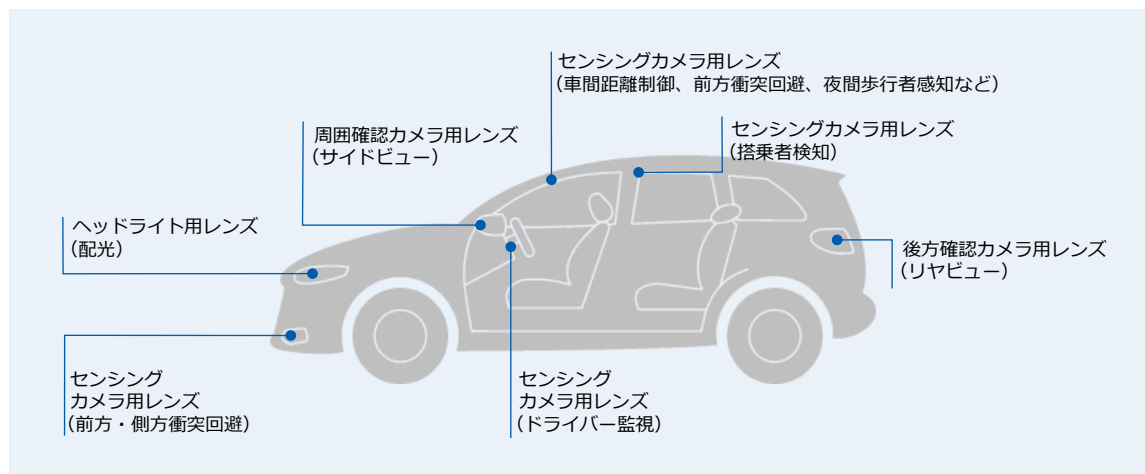 センシングカメラ用レンズ
（車間距離制御、前方衝突回避、夜間歩行者感知など）
周囲確認カメラ用レンズ
（サイドビュー）
センシングカメラ用レンズ
（搭乗者検知）
ヘッドライト用レンズ
（配光）
後方確認カメラ用レンズ
（リヤビュー）
センシング
カメラ用レンズ
（前方・側方衝突回避）
センシング
カメラ用レンズ
（ドライバー監視）